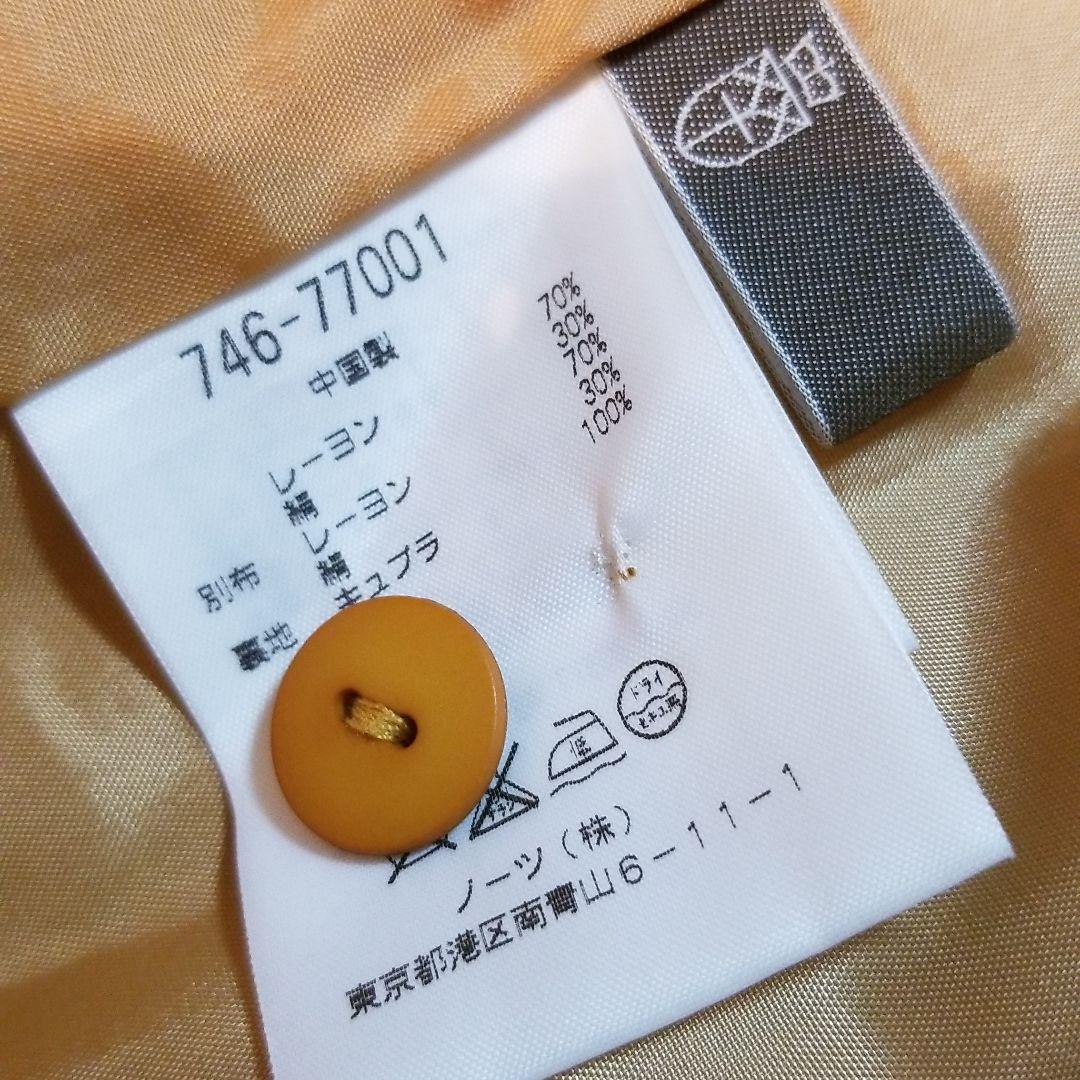 746-77001
中国製
レーヨン 70%
絹 30%
別布 レーヨン 70%
絹 30%
裏地 キュプラ 100%
ドライ
ノーツ(株)
東京都港区南青山6-11-1